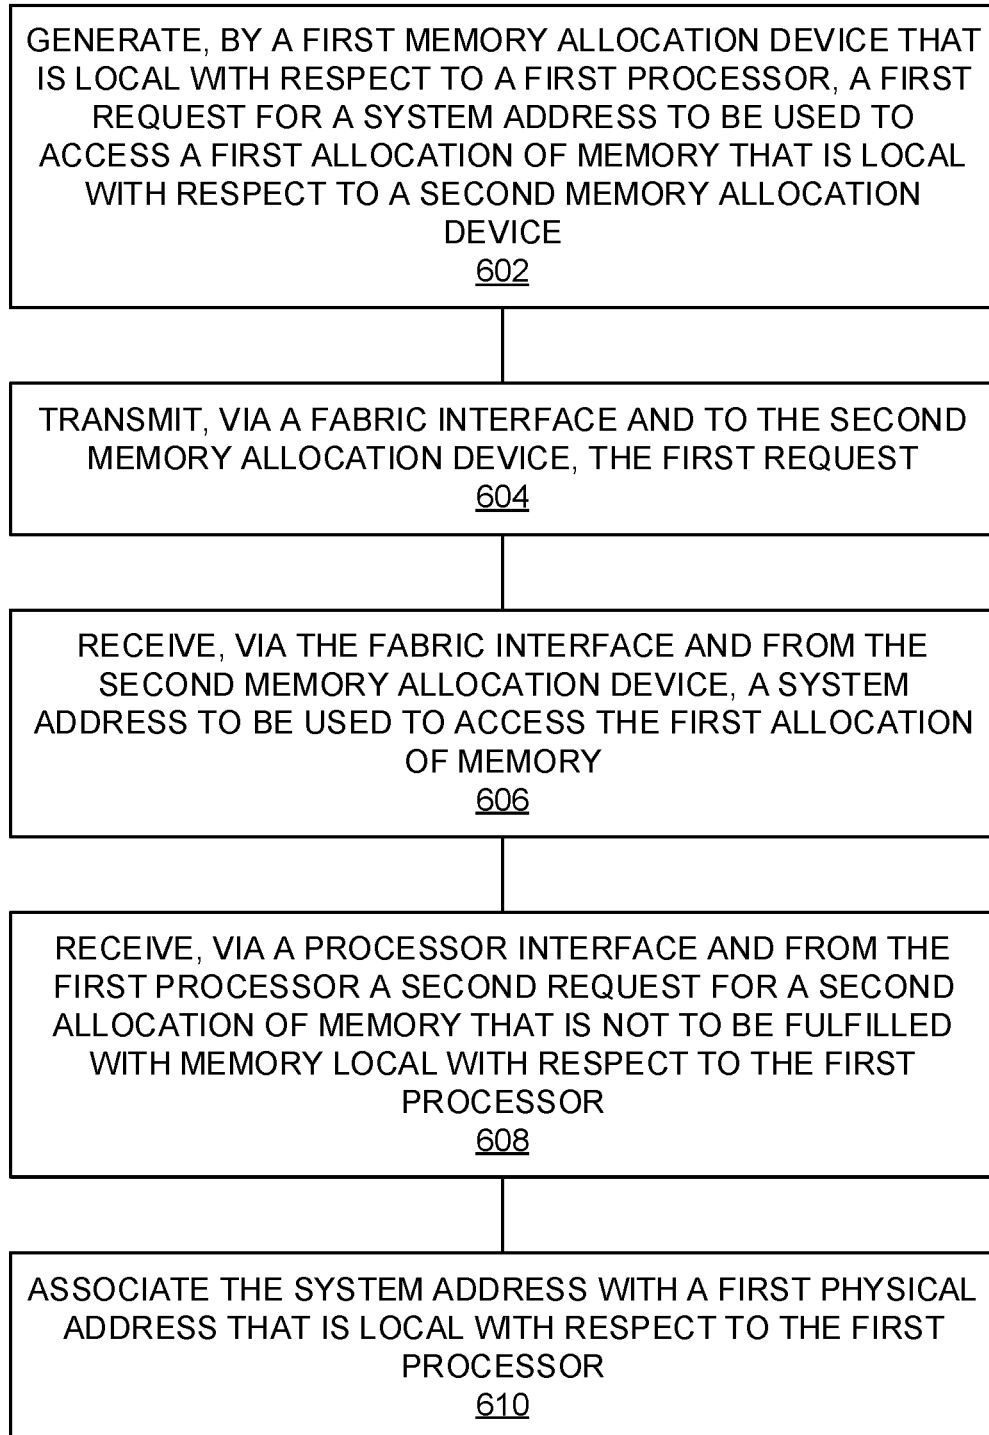 GENERATE, BY A FIRST MEMORY ALLOCATION DEVICE THAT
IS LOCAL WITH RESPECT TO A FIRST PROCESSOR, A FIRST
REQUEST FOR A SYSTEM ADDRESS TO BE USED TO
ACCESS A FIRST ALLOCATION OF MEMORY THAT IS LOCAL
WITH RESPECT TO A SECOND MEMORY ALLOCATION
DEVICE
602
TRANSMIT, VIA A FABRIC INTERFACE AND TO THE SECOND
MEMORY ALLOCATION DEVICE, THE FIRST REQUEST
604
RECEIVE, VIA THE FABRIC INTERFACE AND FROM THE
SECOND MEMORY ALLOCATION DEVICE, A SYSTEM
ADDRESS TO BE USED TO ACCESS THE FIRST ALLOCATION
OF MEMORY
606
RECEIVE, VIA A PROCESSOR INTERFACE AND FROM THE
FIRST PROCESSOR A SECOND REQUEST FOR A SECOND
ALLOCATION OF MEMORY THAT IS NOT TO BE FULFILLED
WITH MEMORY LOCAL WITH RESPECT TO THE FIRST
PROCESSOR
608
ASSOCIATE THE SYSTEM ADDRESS WITH A FIRST PHYSICAL
ADDRESS THAT IS LOCAL WITH RESPECT TO THE FIRST
PROCESSOR
610